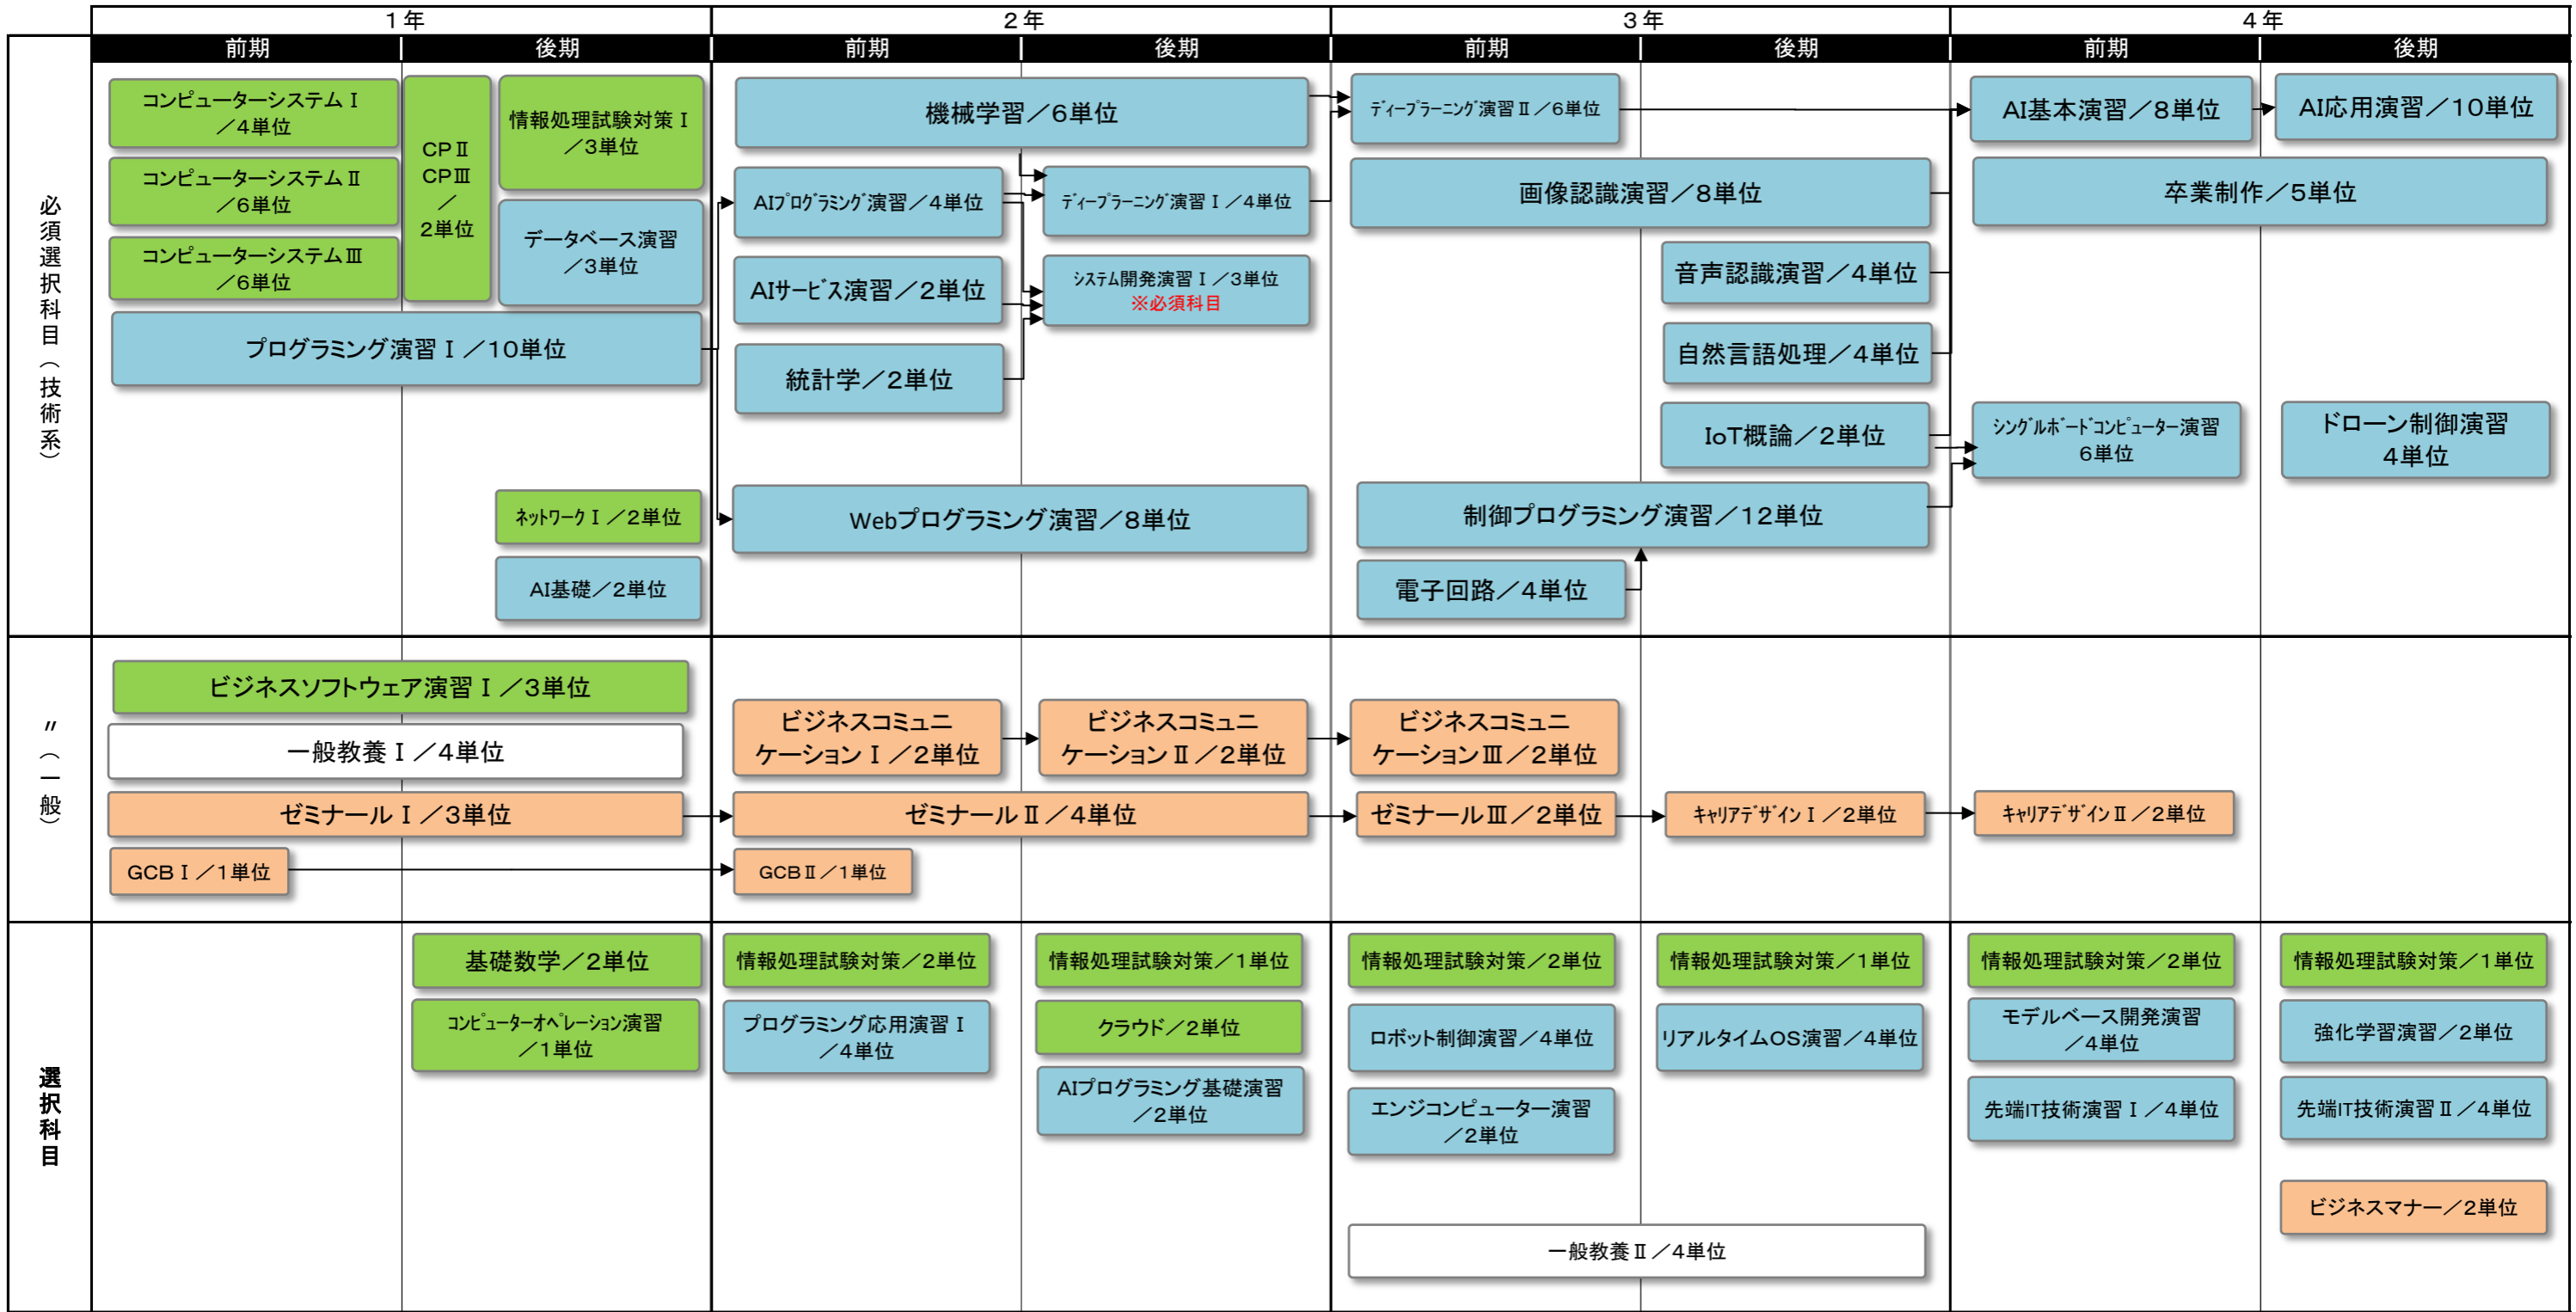 1年
2年
3年
4年
前期
後期
前期
後期
前期
後期
前期
後期
必須選択科目（技術系）
コンピューターシステムⅠ
／4単位
コンピューターシステムⅡ
／6単位
コンピューターシステムⅢ
／6単位
CPⅡ
CPⅢ
／
2単位
情報処理試験対策Ⅰ
／3単位
データベース演習
／3単位
プログラミング演習Ⅰ／10単位
ネットワークⅠ／2単位
AI基礎／2単位
機械学習／6単位
AIプログラミング演習／4単位
ディープラーニング演習Ⅰ／4単位
AIサービス演習／2単位
システム開発演習Ⅰ／3単位
※必須科目
統計学／2単位
Webプログラミング演習／8単位
ディープラーニング演習Ⅱ／6単位
画像認識演習／8単位
音声認識演習／4単位
自然言語処理／4単位
IoT概論／2単位
制御プログラミング演習／12単位
電子回路／4単位
AI基本演習／8単位
AI応用演習／10単位
卒業制作／5単位
シングルボードコンピューター演習
6単位
ドローン制御演習
4単位
〃（一般）
ビジネスソフトウェア演習Ⅰ／3単位
一般教養Ⅰ／4単位
ゼミナールⅠ／3単位
GCBⅠ／1単位
ビジネスコミュニ
ケーションⅠ／2単位
ビジネスコミュニ
ケーションⅡ／2単位
ビジネスコミュニ
ケーションⅢ／2単位
ゼミナールⅡ／4単位
ゼミナールⅢ／2単位
キャリアデザインⅠ／2単位
キャリアデザインⅡ／2単位
GCBⅡ／1単位
選択科目
基礎数学／2単位
コンピューターオペレーション演習
／1単位
情報処理試験対策／2単位
プログラミング応用演習Ⅰ
／4単位
情報処理試験対策／1単位
クラウド／2単位
AIプログラミング基礎演習
／2単位
情報処理試験対策／2単位
ロボット制御演習／4単位
エンジコンピューター演習
／2単位
情報処理試験対策／1単位
リアルタイムOS演習／4単位
一般教養Ⅱ／4単位
情報処理試験対策／2単位
モデルベース開発演習
／4単位
先端IT技術演習Ⅰ／4単位
情報処理試験対策／1単位
強化学習演習／2単位
先端IT技術演習Ⅱ／4単位
ビジネスマナー／2単位